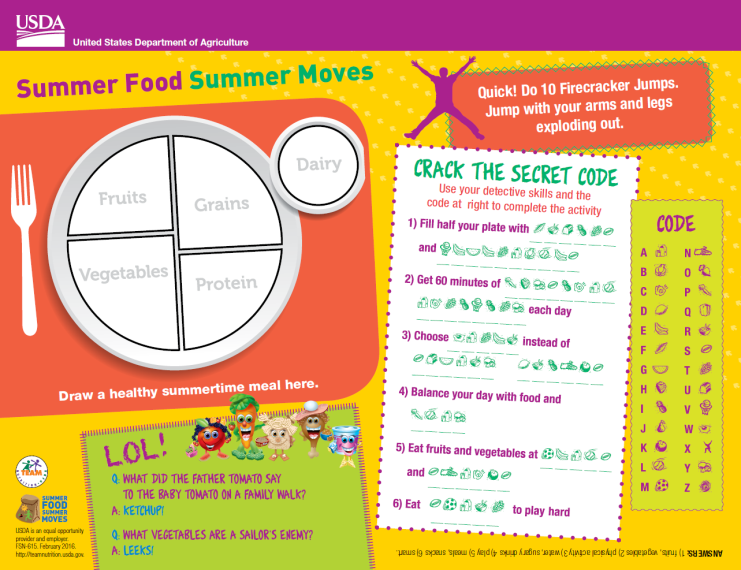 USDA
United States Department of Agriculture
Summer Food Summer Moves
Quick! Do 10 Firecracker Jumps.
Jump with your arms and legs
exploding out.
Fruits
Grains
Dairy
Vegetables
Protein
Draw a healthy summertime meal here.
CRACK THE SECRET CODE
Use your detective skills and the
code at right to complete the activity
1) Fill half your plate with
and
2) Get 60 minutes of
each day
3) Choose instead of
4) Balance your day with food and
5) Eat fruits and vegetables at
and
6) Eat to play hard
CODE
A N
B O
C P
D Q
E R
F S
G T
H U
I V
J W
K X
L Y
M Z
LOL!
Q: WHAT DID THE FATHER TOMATO SAY
TO THE BABY TOMATO ON A FAMILY WALK?
A: KETCHUP!
Q: WHAT VEGETABLES ARE A SAILOR'S ENEMY?
A: LEEKS!
TEAM
SUMMER
FOOD
SUMMER
MOVES
USDA is an equal opportunity
provider and employer.
FDN-615. February 2016.
http://teamnutrition.usda.gov
ANSWERS: 1) fruits, vegetables 2) physical activity 3) water, sugary drinks 4) play 5) meals, snacks 6) smart.